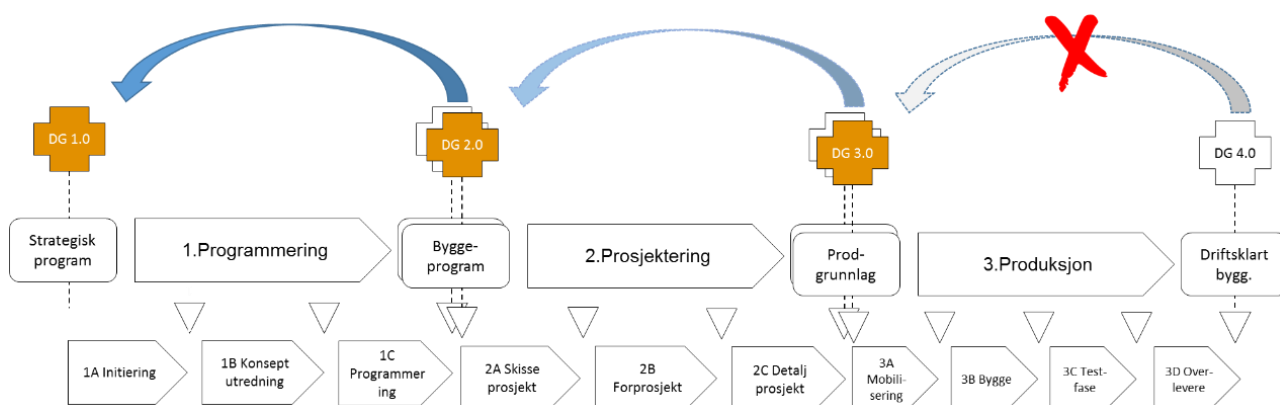 DG 1.0
DG 2.0
DG 3.0
DG 4.0
Strategisk
program
1.Programmering
Bygge-
program
2.Prosjektering
Prod-
grunnlag
3.Produksjon
Driftsklart
bygg.
1A Initiering
1B Konsept
utredning
1C
Programmer
ing
2A Skisse
prosjekt
2B
Forprosjekt
2C Detalj
prosjekt
3A
Mobili-
sering
3B Bygge
3C Test-
fase
3D Over-
levere